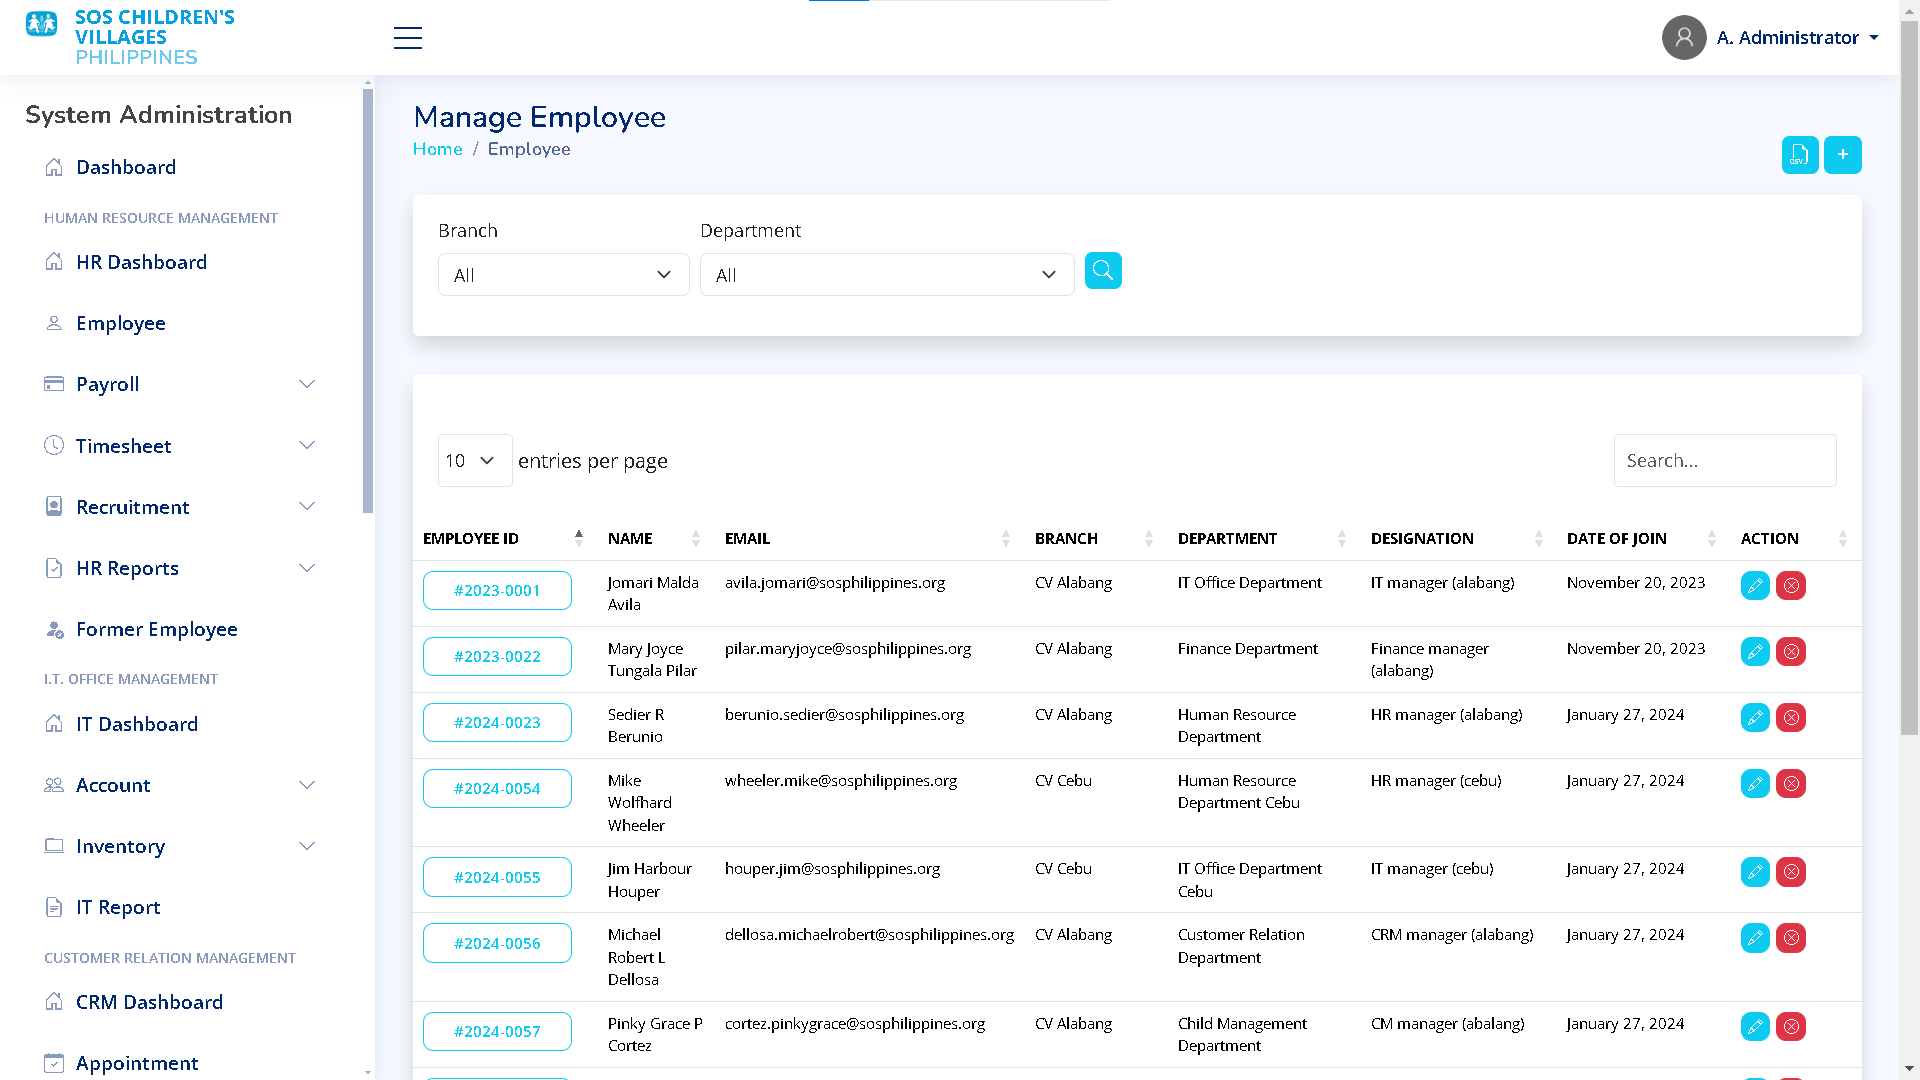 SOS CHILDREN'S
VILLAGES
PHILIPPINES
A. Administrator
System Administration
Dashboard
HUMAN RESOURCE MANAGEMENT
HR Dashboard
Employee
Payroll
Timesheet
Recruitment
HR Reports
Former Employee
I.T. OFFICE MANAGEMENT
IT Dashboard
Account
Inventory
IT Report
CUSTOMER RELATION MANAGEMENT
CRM Dashboard
Appointment
Manage Employee
Home / Employee
CSV +
Branch Department
All All
10 entries per page Search...
EMPLOYEE ID NAME EMAIL BRANCH DEPARTMENT DESIGNATION DATE OF JOIN ACTION
#2023-0001 Jomari Malda avila.jomari@sosphilippines.org CV Alabang IT Office Department IT manager (alabang) November 20, 2023
Avila
#2023-0022 Mary Joyce pilar.maryjoyce@sosphilippines.org CV Alabang Finance Department Finance manager November 20, 2023
Tungala Pilar (alabang)
#2024-0023 Sedier R berunio.sedier@sosphilippines.org CV Alabang Human Resource HR manager (alabang) January 27, 2024
Berunio Department
#2024-0054 Mike wheeler.mike@sosphilippines.org CV Cebu Human Resource HR manager (cebu) January 27, 2024
Wolfhard Department Cebu
Wheeler
#2024-0055 Jim Harbour houper.jim@sosphilippines.org CV Cebu IT Office Department IT manager (cebu) January 27, 2024
Houper Cebu
#2024-0056 Michael dellosa.michaelrobert@sosphilippines.org CV Alabang Customer Relation CRM manager (alabang) January 27, 2024
Robert L Department
Dellosa
#2024-0057 Pinky Grace P cortez.pinkygrace@sosphilippines.org CV Alabang Child Management CM manager (abalang) January 27, 2024
Cortez Department